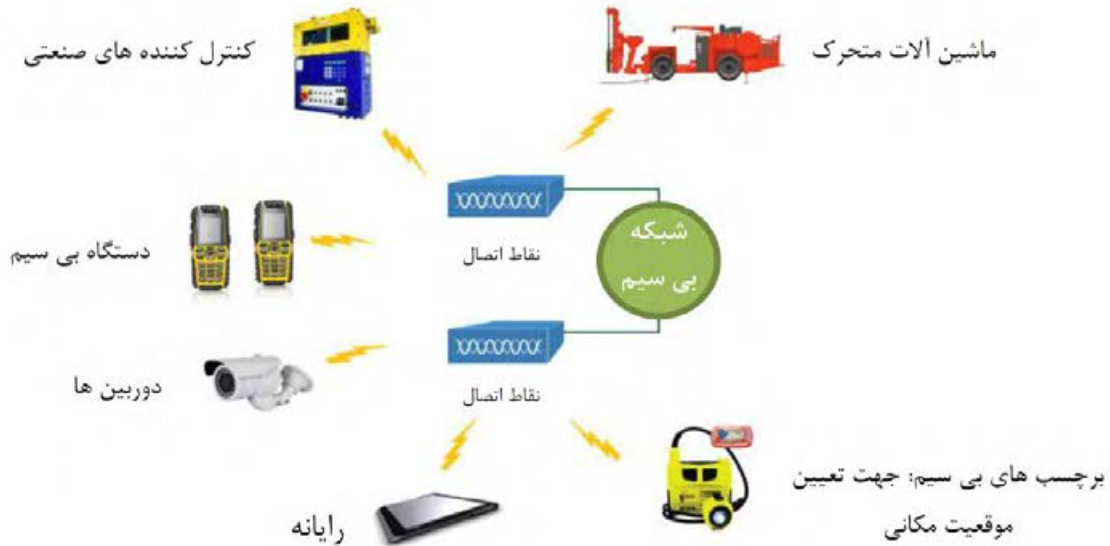 کنترل کننده های صنعتی
ماشین آلات متحرک
دستگاه بی سیم
نقاط اتصال
شبکه
بی سیم
دوربین ها
نقاط اتصال
برچسب های بی سیم: جهت تعیین
موقعیت مکانی
رایانه